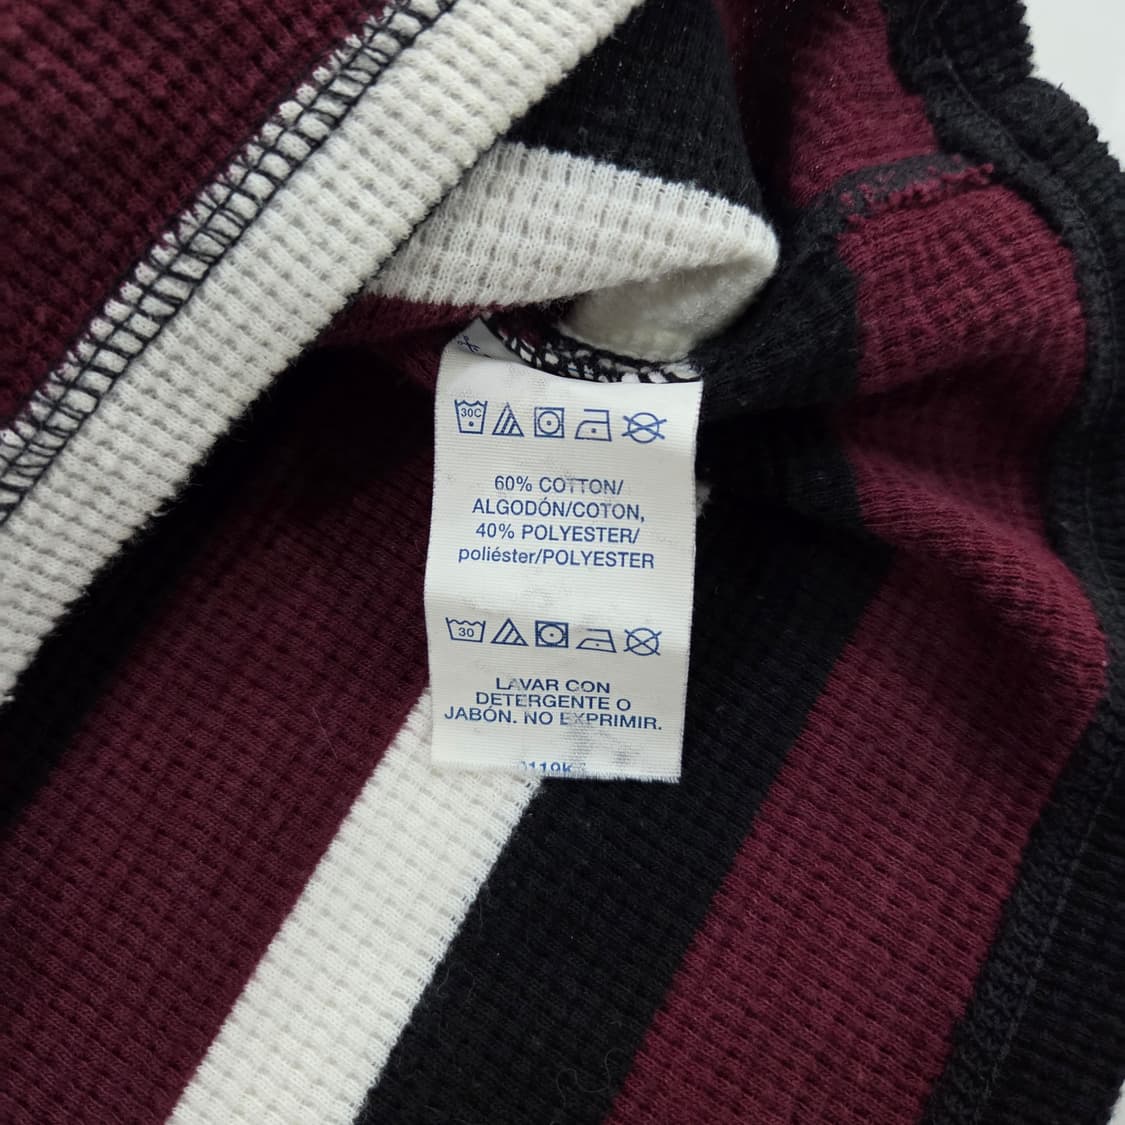 30C
60% COTTON/
ALGODÓN/COTON,
40% POLYESTER/
poliéster/POLYESTER
30
LAVAR CON
DETERGENTE O
JABÓN. NO EXPRIMIR.